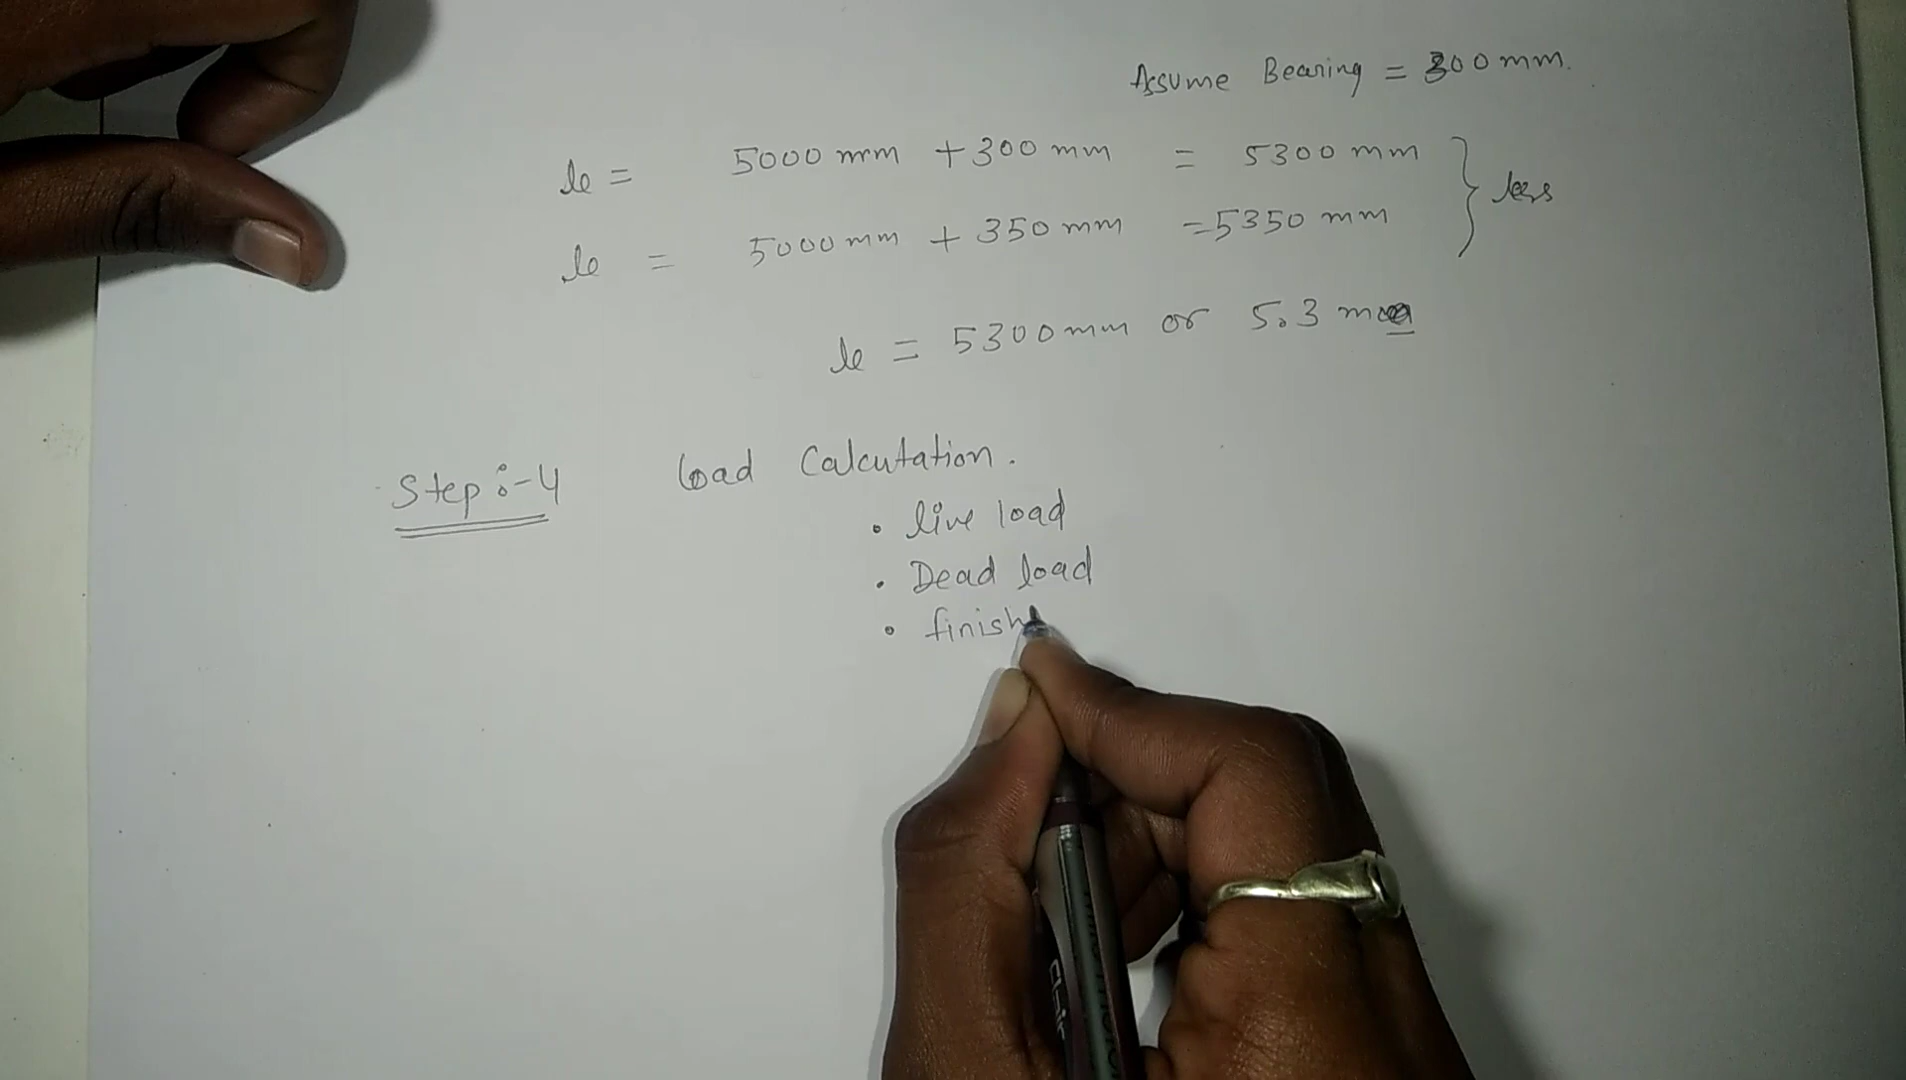 Assume Bearing = 300 mm.
le = 5000 mm + 300 mm = 5300 mm
le = 5000 mm + 350 mm = 5350 mm
less
le = 5300 mm or 5.3 m
Step:-4 Load Calculation.
• live load
• Dead load
• finish